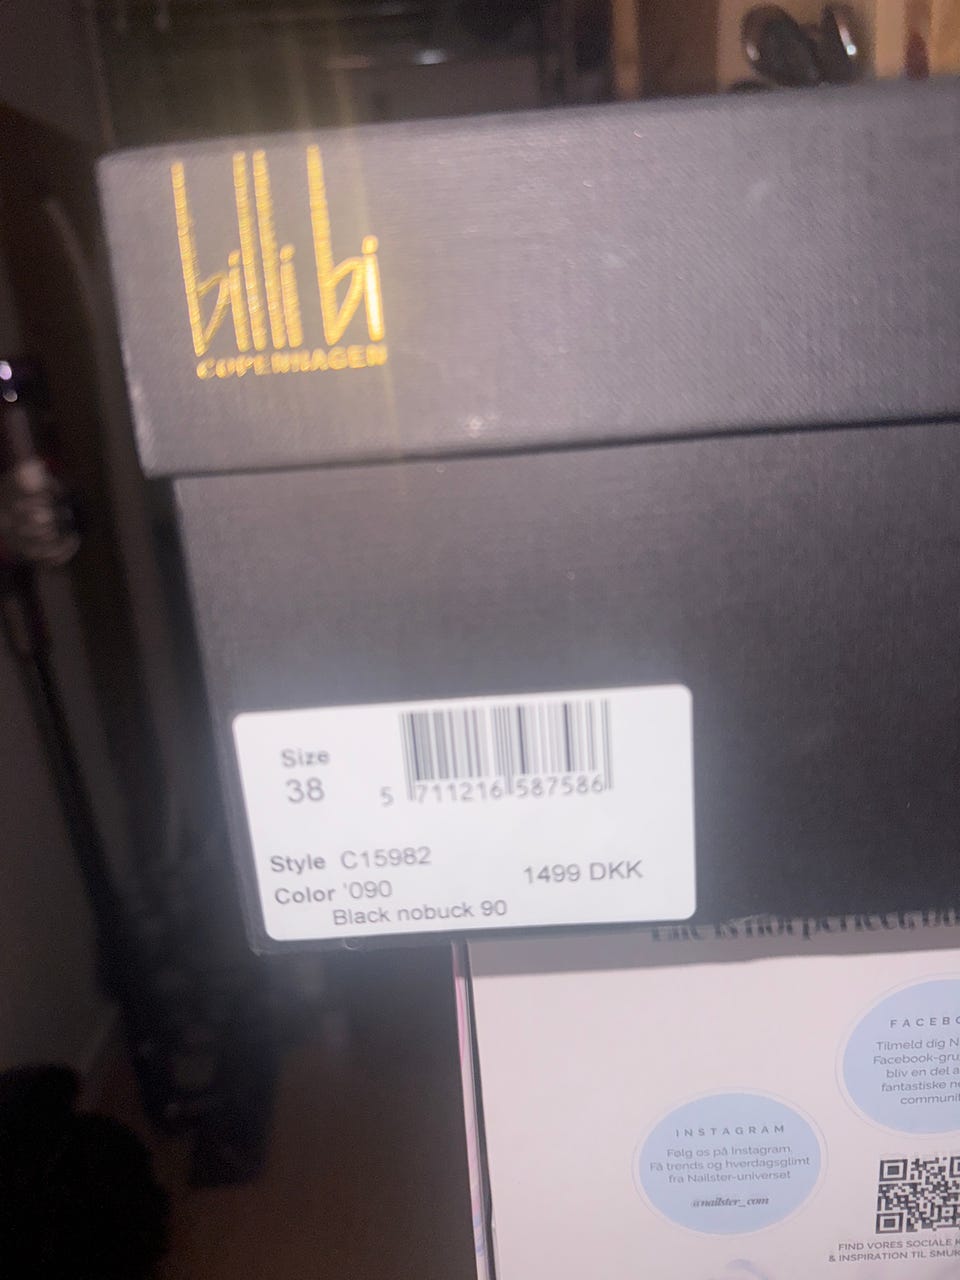 billi bi
COPENHAGEN
Size
38
5 711216 587586
Style C15982
1499 DKK
Color '090
Black nobuck 90
FACEBO
Tilmeld dig N
Facebook-gru
bliv en del a
fantastiske n
communit
INSTAGRAM
Følg os på Instagram.
Få trends og hverdagsglimt
fra Nailster-universet
@nailster_com
FIND VORES SOCIALE K
& INSPIRATION TIL SMUK